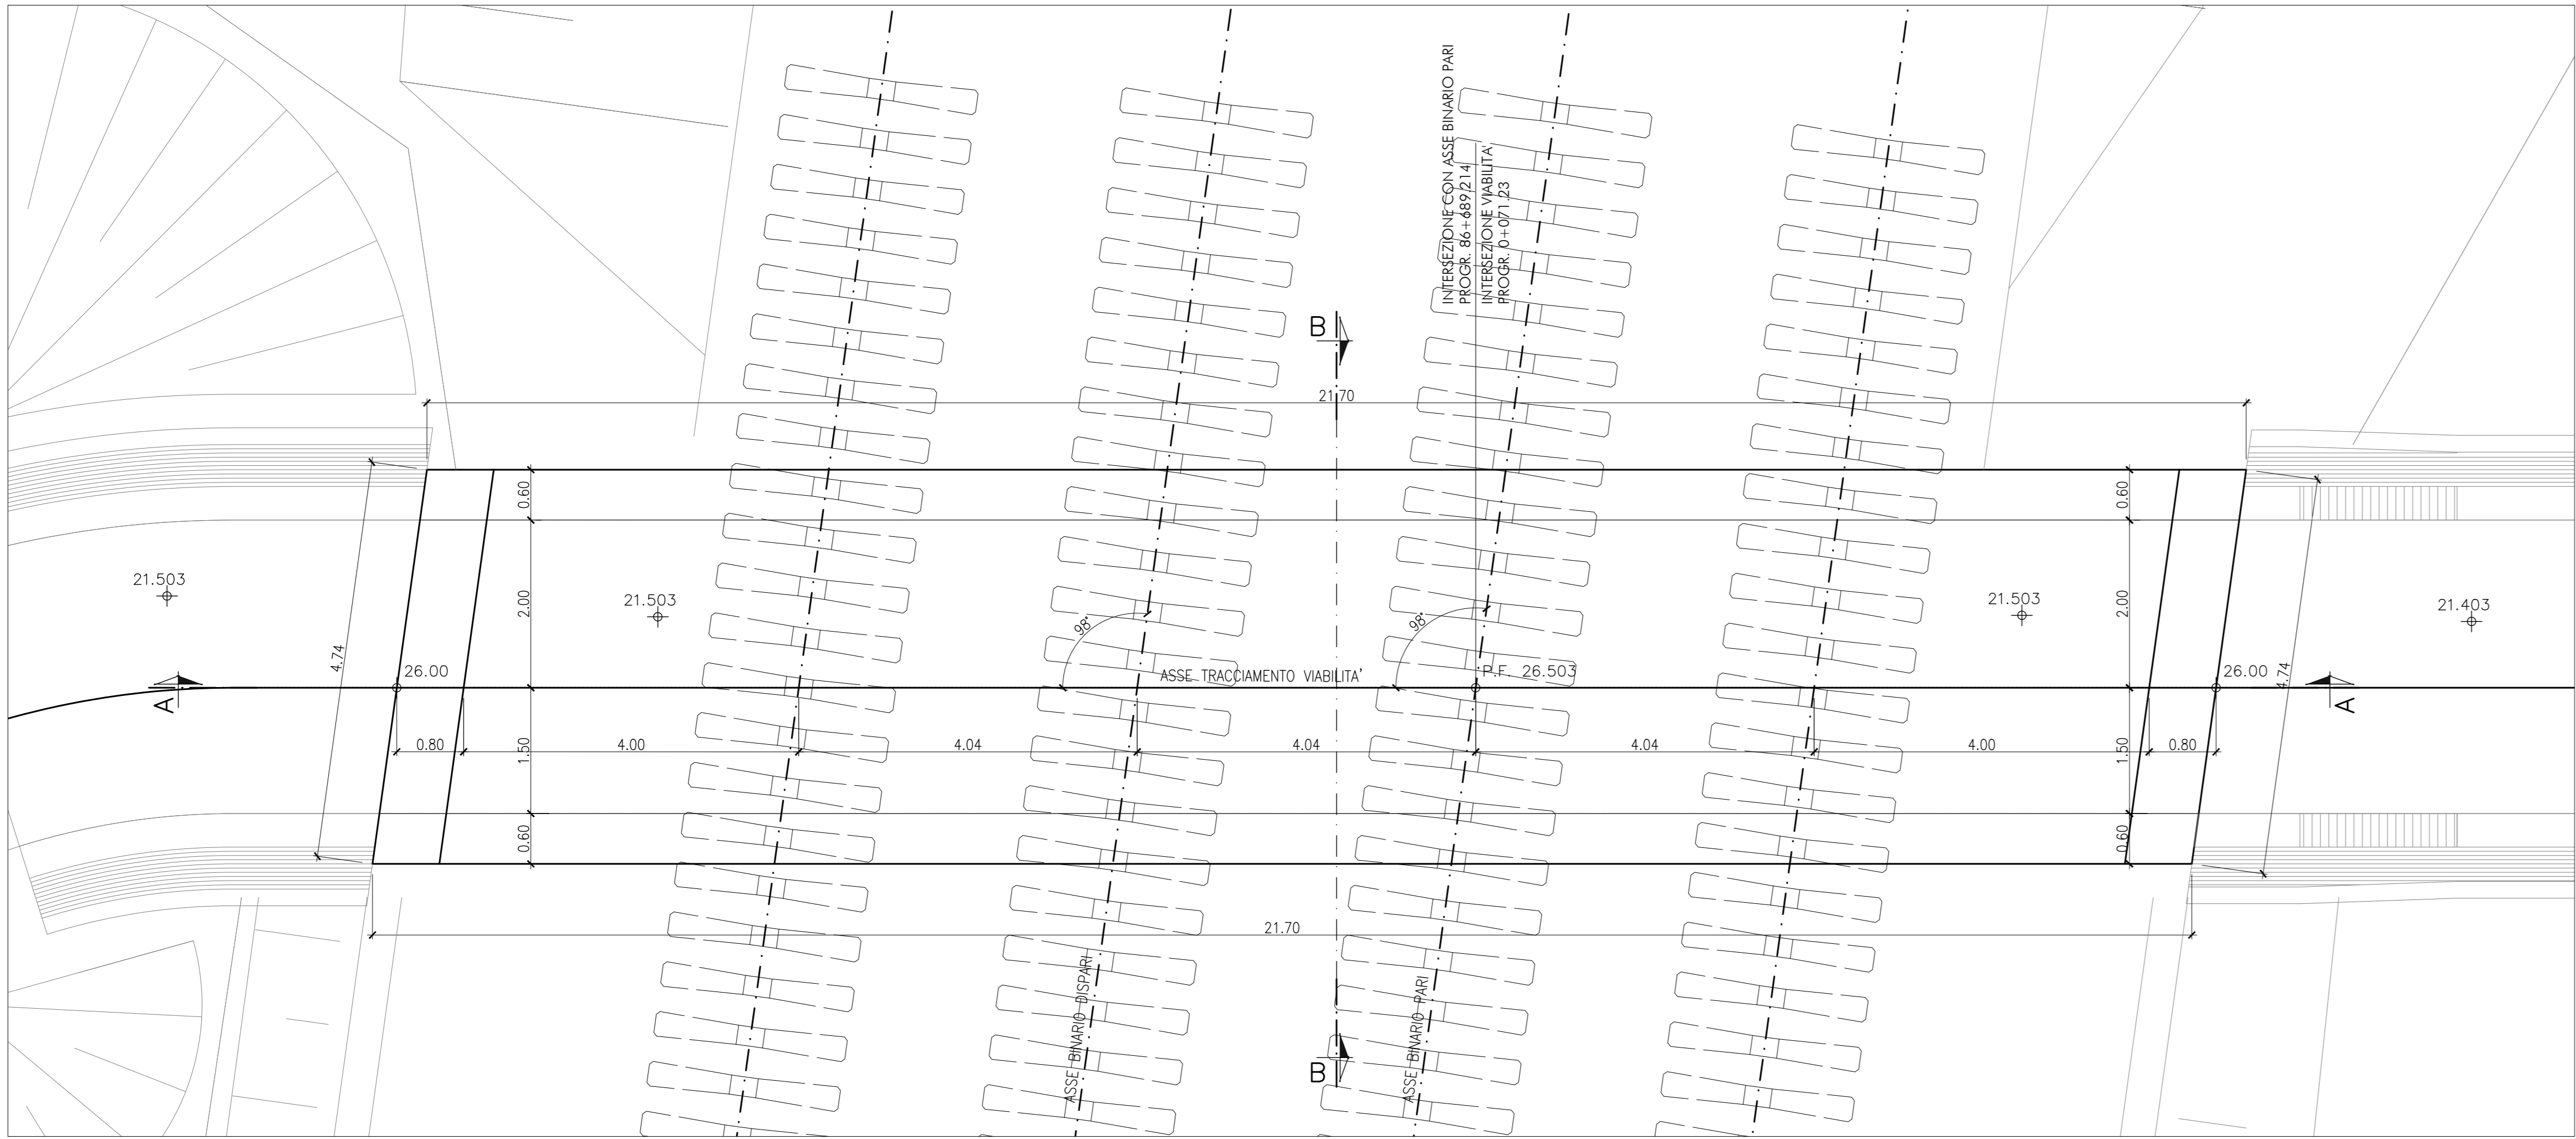 INTERSEZIONE CON ASSE BINARIO PARI
PROGR. 86+689.214
INTERSEZIONE VIABILITA'
PROGR. 0+071.23
B
21.70
0.60
0.60
2.00
2.00
21.503
21.503
21.503
21.403
98°
98°
4.74
26.00
ASSE TRACCIAMENTO VIABILITA'
P.F. 26.503
26.00
4.74
A
A
0.80
4.00
4.04
4.04
4.04
4.00
0.80
1.50
1.50
0.60
0.60
21.70
ASSE BINARIO DISPARI
ASSE BINARIO PARI
B